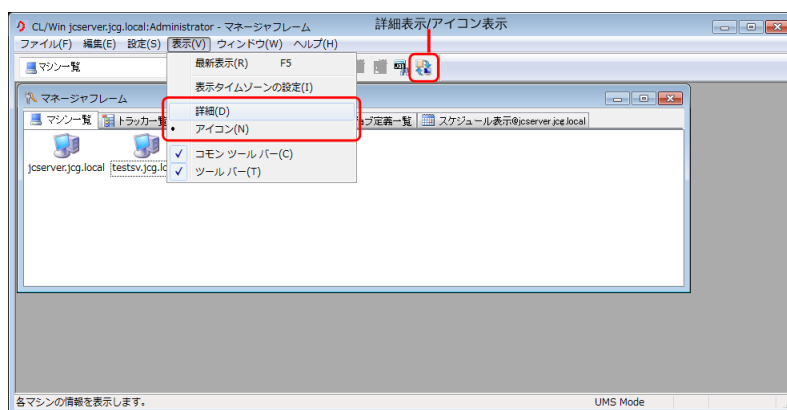 詳細表示/アイコン表示
CL/Win jcserver.jcg.local:Administrator - マネージャフレーム
ファイル(F) 編集(E) 設定(S) 表示(V) ウィンドウ(W) ヘルプ(H)
マシン一覧
最新表示(R) F5
表示タイムゾーンの設定(I)
詳細(D)
アイコン(N)
コモン ツール バー(C)
ツール バー(T)
マネージャフレーム
マシン一覧 トラッカー一覧 ジョブ定義一覧 スケジュール表示@jcserver.jcg.local
jcserver.jcg.local testsv.jcg.lo
各マシンの情報を表示します。 UMS Mode